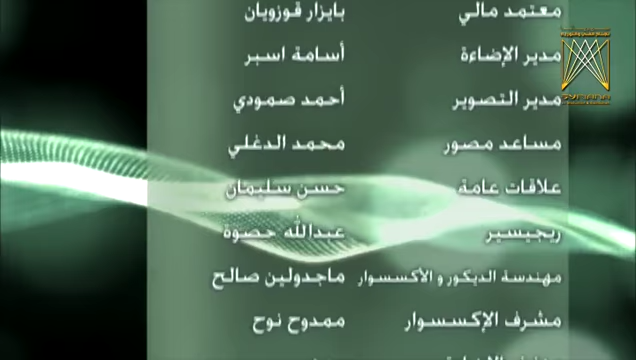 معتمد مالي بايزار قوزويان
مدير الإضاءة أسامة اسبر
مدير التصوير أحمد صمودي
مساعد مصور محمد الدغلي
علاقات عامة حسن سليمان
ريجيسير عبدالله حصوة
مهندسة الديكور و الأكسسوار ماجدولين صالح
مشرف الإكسسوار ممدوح نوح